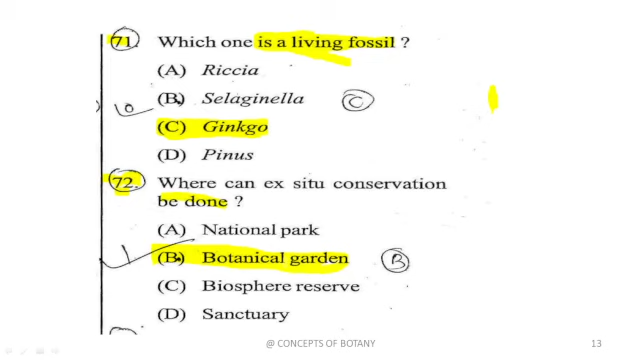 71. Which one is a living fossil ?
(A) Riccia
(B) Selaginella C
(C) Ginkgo
(D) Pinus
72. Where can ex situ conservation
be done ?
(A) National park
(B) Botanical garden B
(C) Biosphere reserve
(D) Sanctuary
@ CONCEPTS OF BOTANY 13